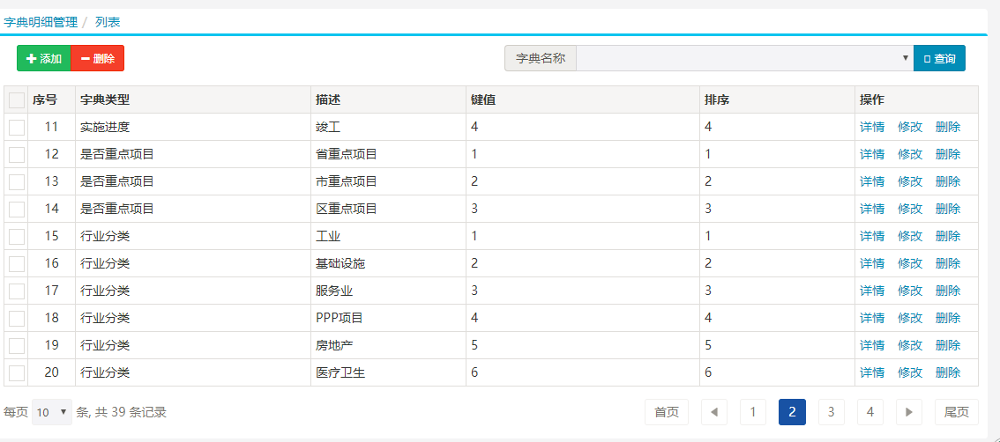 字典明细管理 / 列表
添加 删除 字典名称 查询
序号 字典类型 描述 键值 排序 操作
11 实施进度 竣工 4 4 详情 修改 删除
12 是否重点项目 省重点项目 1 1 详情 修改 删除
13 是否重点项目 市重点项目 2 2 详情 修改 删除
14 是否重点项目 区重点项目 3 3 详情 修改 删除
15 行业分类 工业 1 1 详情 修改 删除
16 行业分类 基础设施 2 2 详情 修改 删除
17 行业分类 服务业 3 3 详情 修改 删除
18 行业分类 PPP项目 4 4 详情 修改 删除
19 行业分类 房地产 5 5 详情 修改 删除
20 行业分类 医疗卫生 6 6 详情 修改 删除
每页 10 条, 共 39 条记录 首页 1 2 3 4 尾页